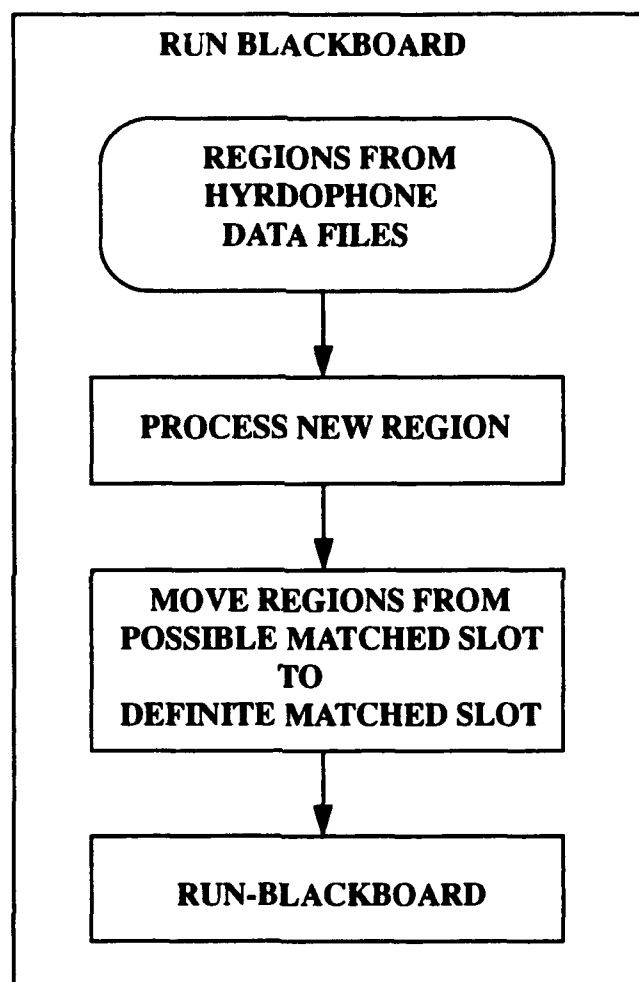 RUN BLACKBOARD
REGIONS FROM
HYRDOPHONE
DATA FILES
PROCESS NEW REGION
MOVE REGIONS FROM
POSSIBLE MATCHED SLOT
TO
DEFINITE MATCHED SLOT
RUN-BLACKBOARD